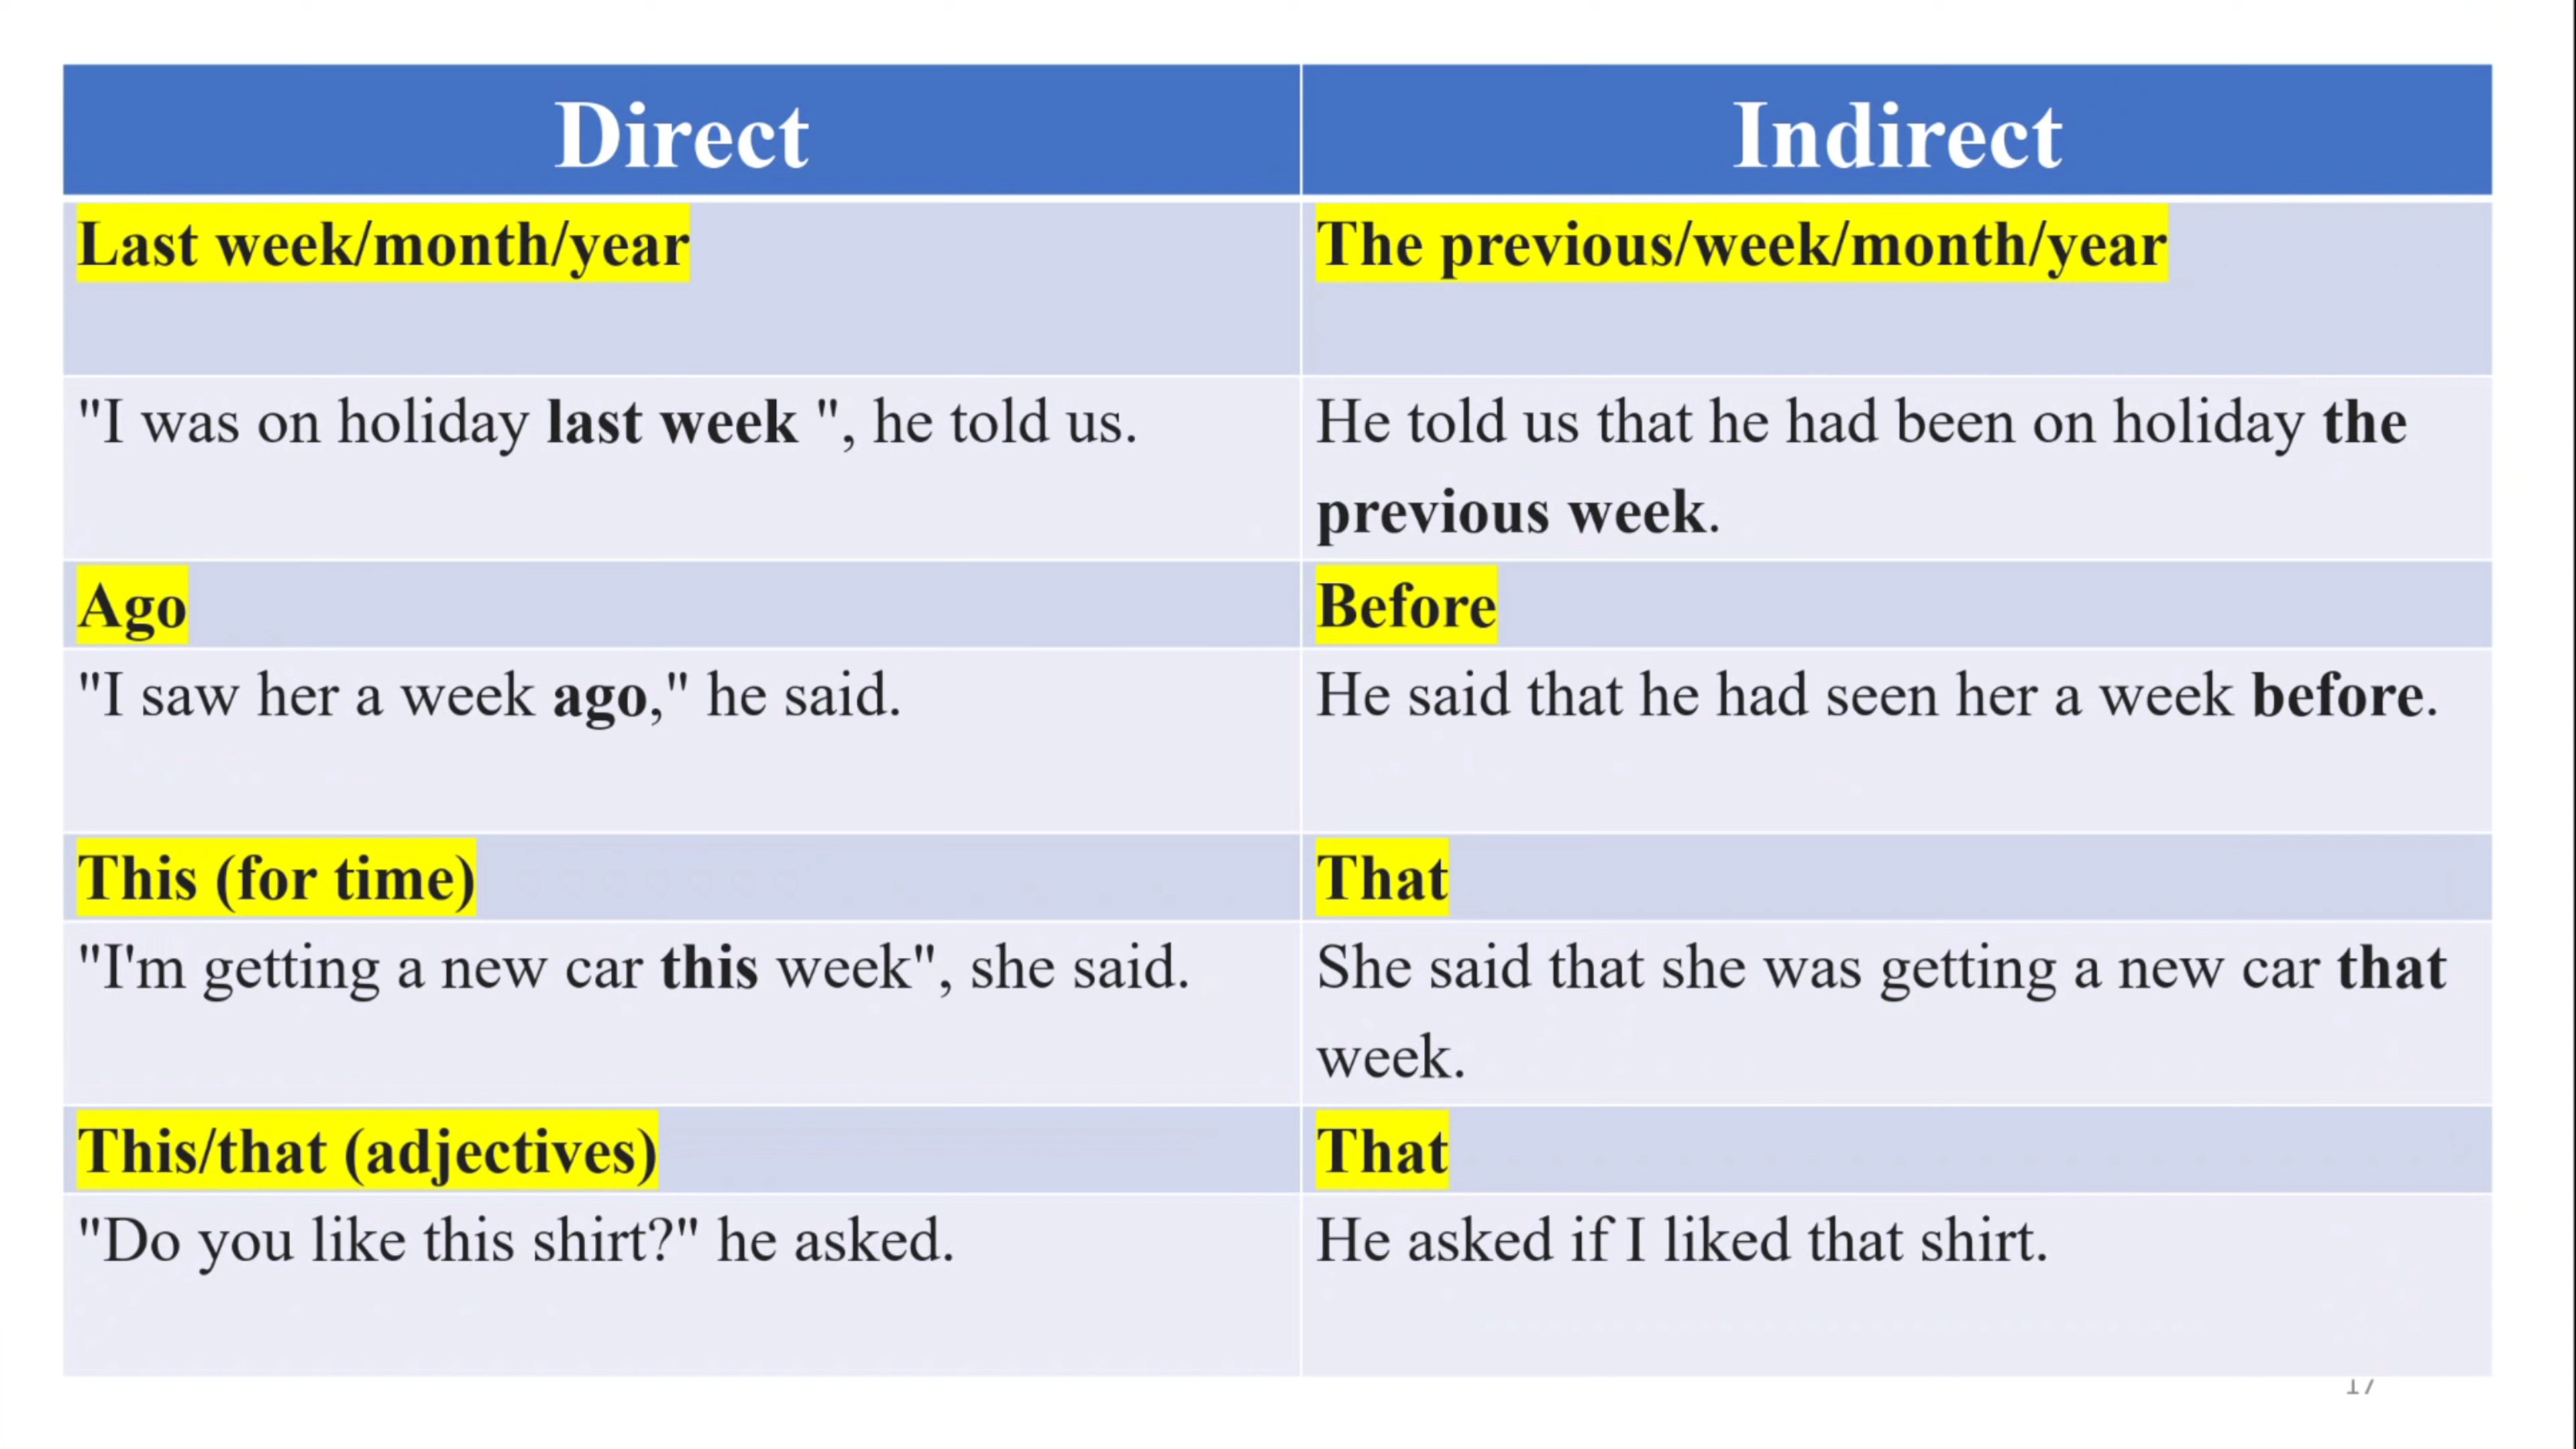 Direct
Indirect
Last week/month/year
The previous/week/month/year
"I was on holiday last week ", he told us.
He told us that he had been on holiday the
previous week.
Ago
Before
"I saw her a week ago," he said.
He said that he had seen her a week before.
This (for time)
That
"I'm getting a new car this week", she said.
She said that she was getting a new car that
week.
This/that (adjectives)
That
"Do you like this shirt?" he asked.
He asked if I liked that shirt.
17